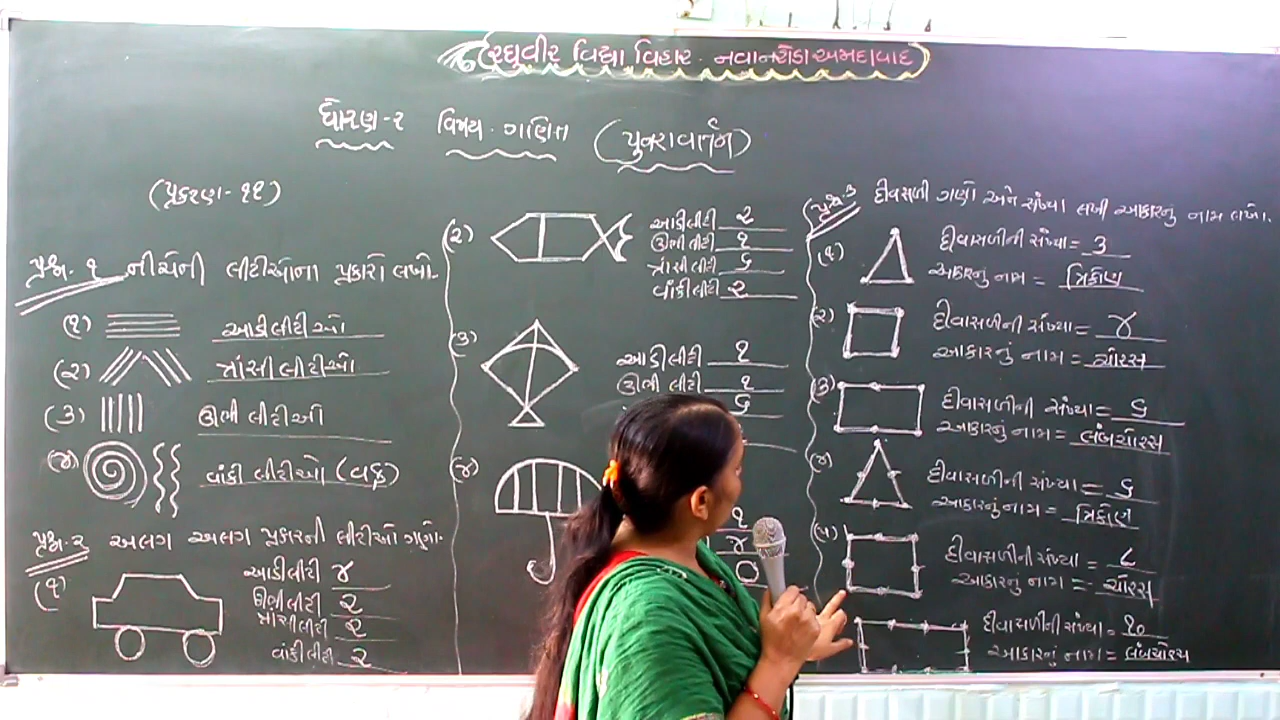 રઘુવીર વિદ્યા વિહાર. નવાનરોડા અમદાવાદ
ધોરણ-૨ વિષય. ગણિત (પુનરાવર્તન)
(પ્રકરણ-૧૧)
પ્રશ્ન.૧ નીચેની લીટીઓના પ્રકારો લખો.
(૧) આડી લીટીઓ
(૨) ત્રાંસી લીટીઓ
(૩) ઊભી લીટીઓ
(૪) વાંકી લીટીઓ (વક્ર)
પ્રશ્ન.૨ અલગ અલગ પ્રકારની લીટીઓ ગણો.
(૧)
આડી લીટી ૪
ઊભી લીટી ૨
ત્રાંસી લીટી ૨
વાંકી લીટી ૨
(૨)
આડી લીટી ૨
ઊભી લીટી ૧
ત્રાંસી લીટી ૬
વાંકી લીટી ૨
(૩)
આડી લીટી ૧
ઊભી લીટી ૧
૬
(૪)
૧
૪
૦
પ્રશ્ન.૩ દીવાસળી ગણો અને સંખ્યા લખી આકારનું નામ લખો.
(૧) દીવાસળીની સંખ્યા = ૩
આકારનું નામ = ત્રિકોણ
(૨) દીવાસળીની સંખ્યા = ૪
આકારનું નામ = ચોરસ
(૩) દીવાસળીની સંખ્યા = ૬
આકારનું નામ = લંબચોરસ
(૪) દીવાસળીની સંખ્યા = ૬
આકારનું નામ = ત્રિકોણ
(૫) દીવાસળીની સંખ્યા = ૮
આકારનું નામ = ચોરસ
દીવાસળીની સંખ્યા = ૧૦
આકારનું નામ = લંબચોરસ